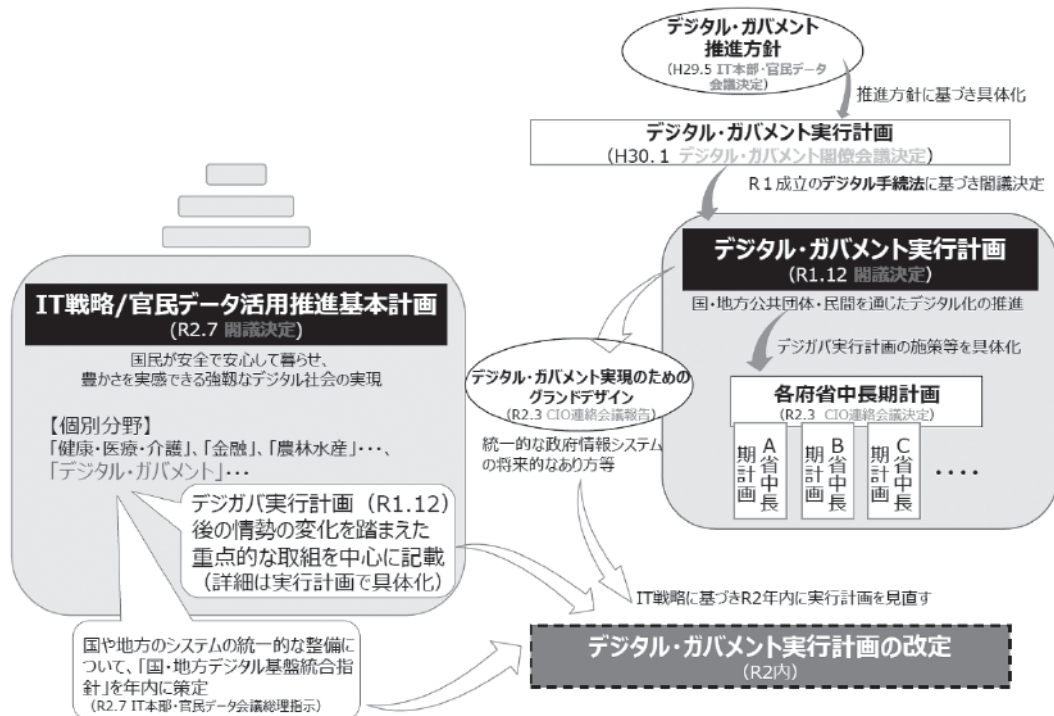 デジタル・ガバメント
推進方針
(H29.5 IT本部・官民データ
会議決定)
推進方針に基づき具体化
デジタル・ガバメント実行計画
(H30. 1 デジタル・ガバメント閣僚会議決定)
R1成立のデジタル手続法に基づき閣議決定
デジタル・ガバメント実行計画
(R1.12 閣議決定)
国・地方公共団体・民間を通じたデジタル化の推進
デジガバ実行計画の施策等を具体化
各府省中長期計画
(R2.3 CIO連絡会議決定)
A省中長
期計画
B省中長
期計画
C省中長
期計画
・・・・
IT戦略/官民データ活用推進基本計画
(R2.7 閣議決定)
国民が安全で安心して暮らせ、
豊かさを実感できる強靱なデジタル社会の実現
【個別分野】
「健康・医療・介護」、「金融」、「農林水産」・・・、
「デジタル・ガバメント」・・・
デジガバ実行計画（R1.12）
後の情勢の変化を踏まえた
重点的な取組を中心に記載
（詳細は実行計画で具体化）
デジタル・ガバメント実現のための
グランドデザイン
(R2.3 CIO連絡会議報告)
統一的な政府情報システム
の将来的なあり方等
国や地方のシステムの統一的な整備に
ついて、「国・地方デジタル基盤統合指
針」を年内に策定
(R2.7 IT本部・官民データ会議総理指示)
IT戦略に基づきR2年内に実行計画を見直す
デジタル・ガバメント実行計画の改定
(R2内)